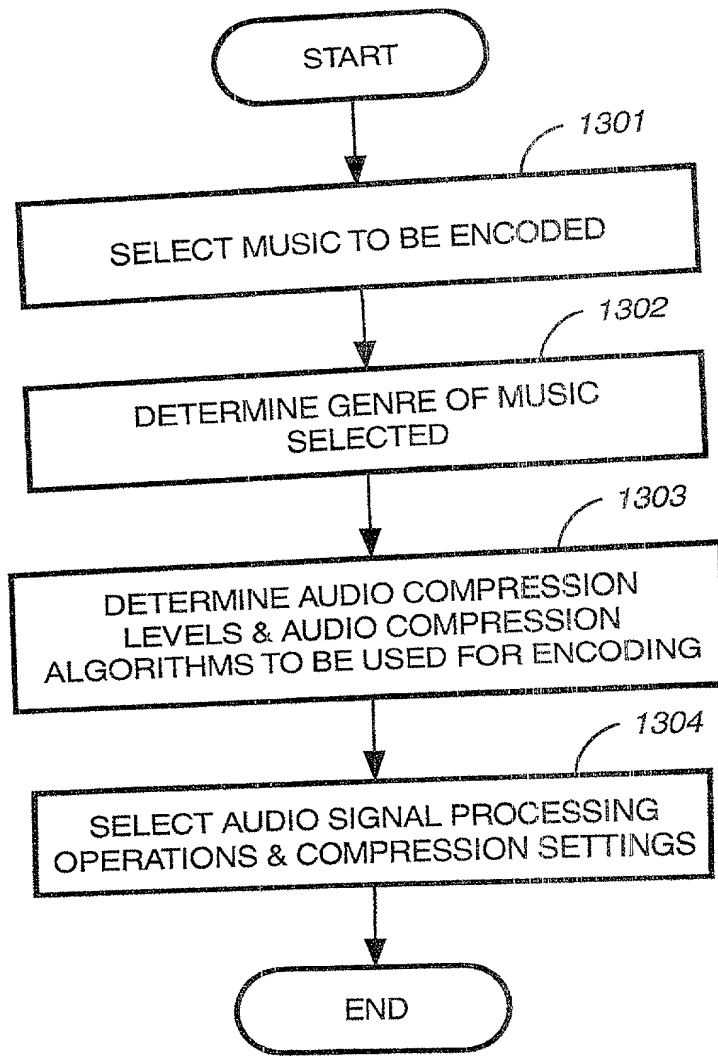 START
1301
SELECT MUSIC TO BE ENCODED
1302
DETERMINE GENRE OF MUSIC
SELECTED
1303
DETERMINE AUDIO COMPRESSION
LEVELS & AUDIO COMPRESSION
ALGORITHMS TO BE USED FOR ENCODING
1304
SELECT AUDIO SIGNAL PROCESSING
OPERATIONS & COMPRESSION SETTINGS
END